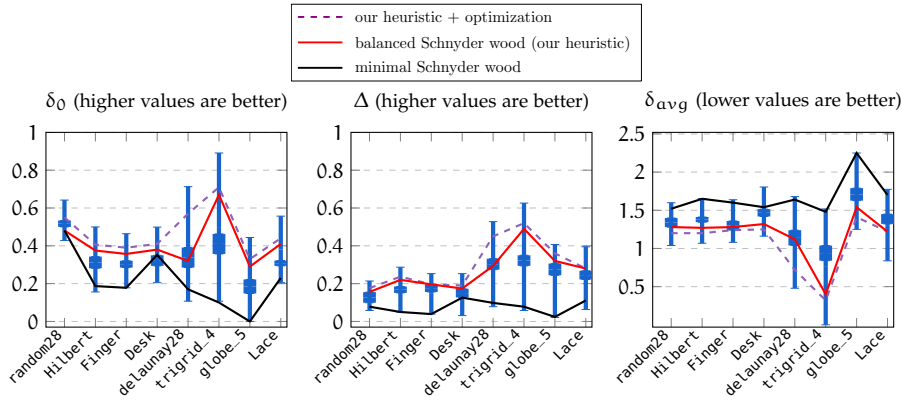 our heuristic + optimization
balanced Schnyder wood (our heuristic)
minimal Schnyder wood
δ₀ (higher values are better)
Δ (higher values are better)
δavg (lower values are better)
1
0.8
0.6
0.4
0.2
0
random28
Hilbert
Finger
Desk
delaunay28
trigrid_4
globe_5
Lace
1
0.8
0.6
0.4
0.2
0
random28
Hilbert
Finger
Desk
delaunay28
trigrid_4
globe_5
Lace
2.5
2
1.5
1
0.5
random28
Hilbert
Finger
Desk
delaunay28
trigrid_4
globe_5
Lace